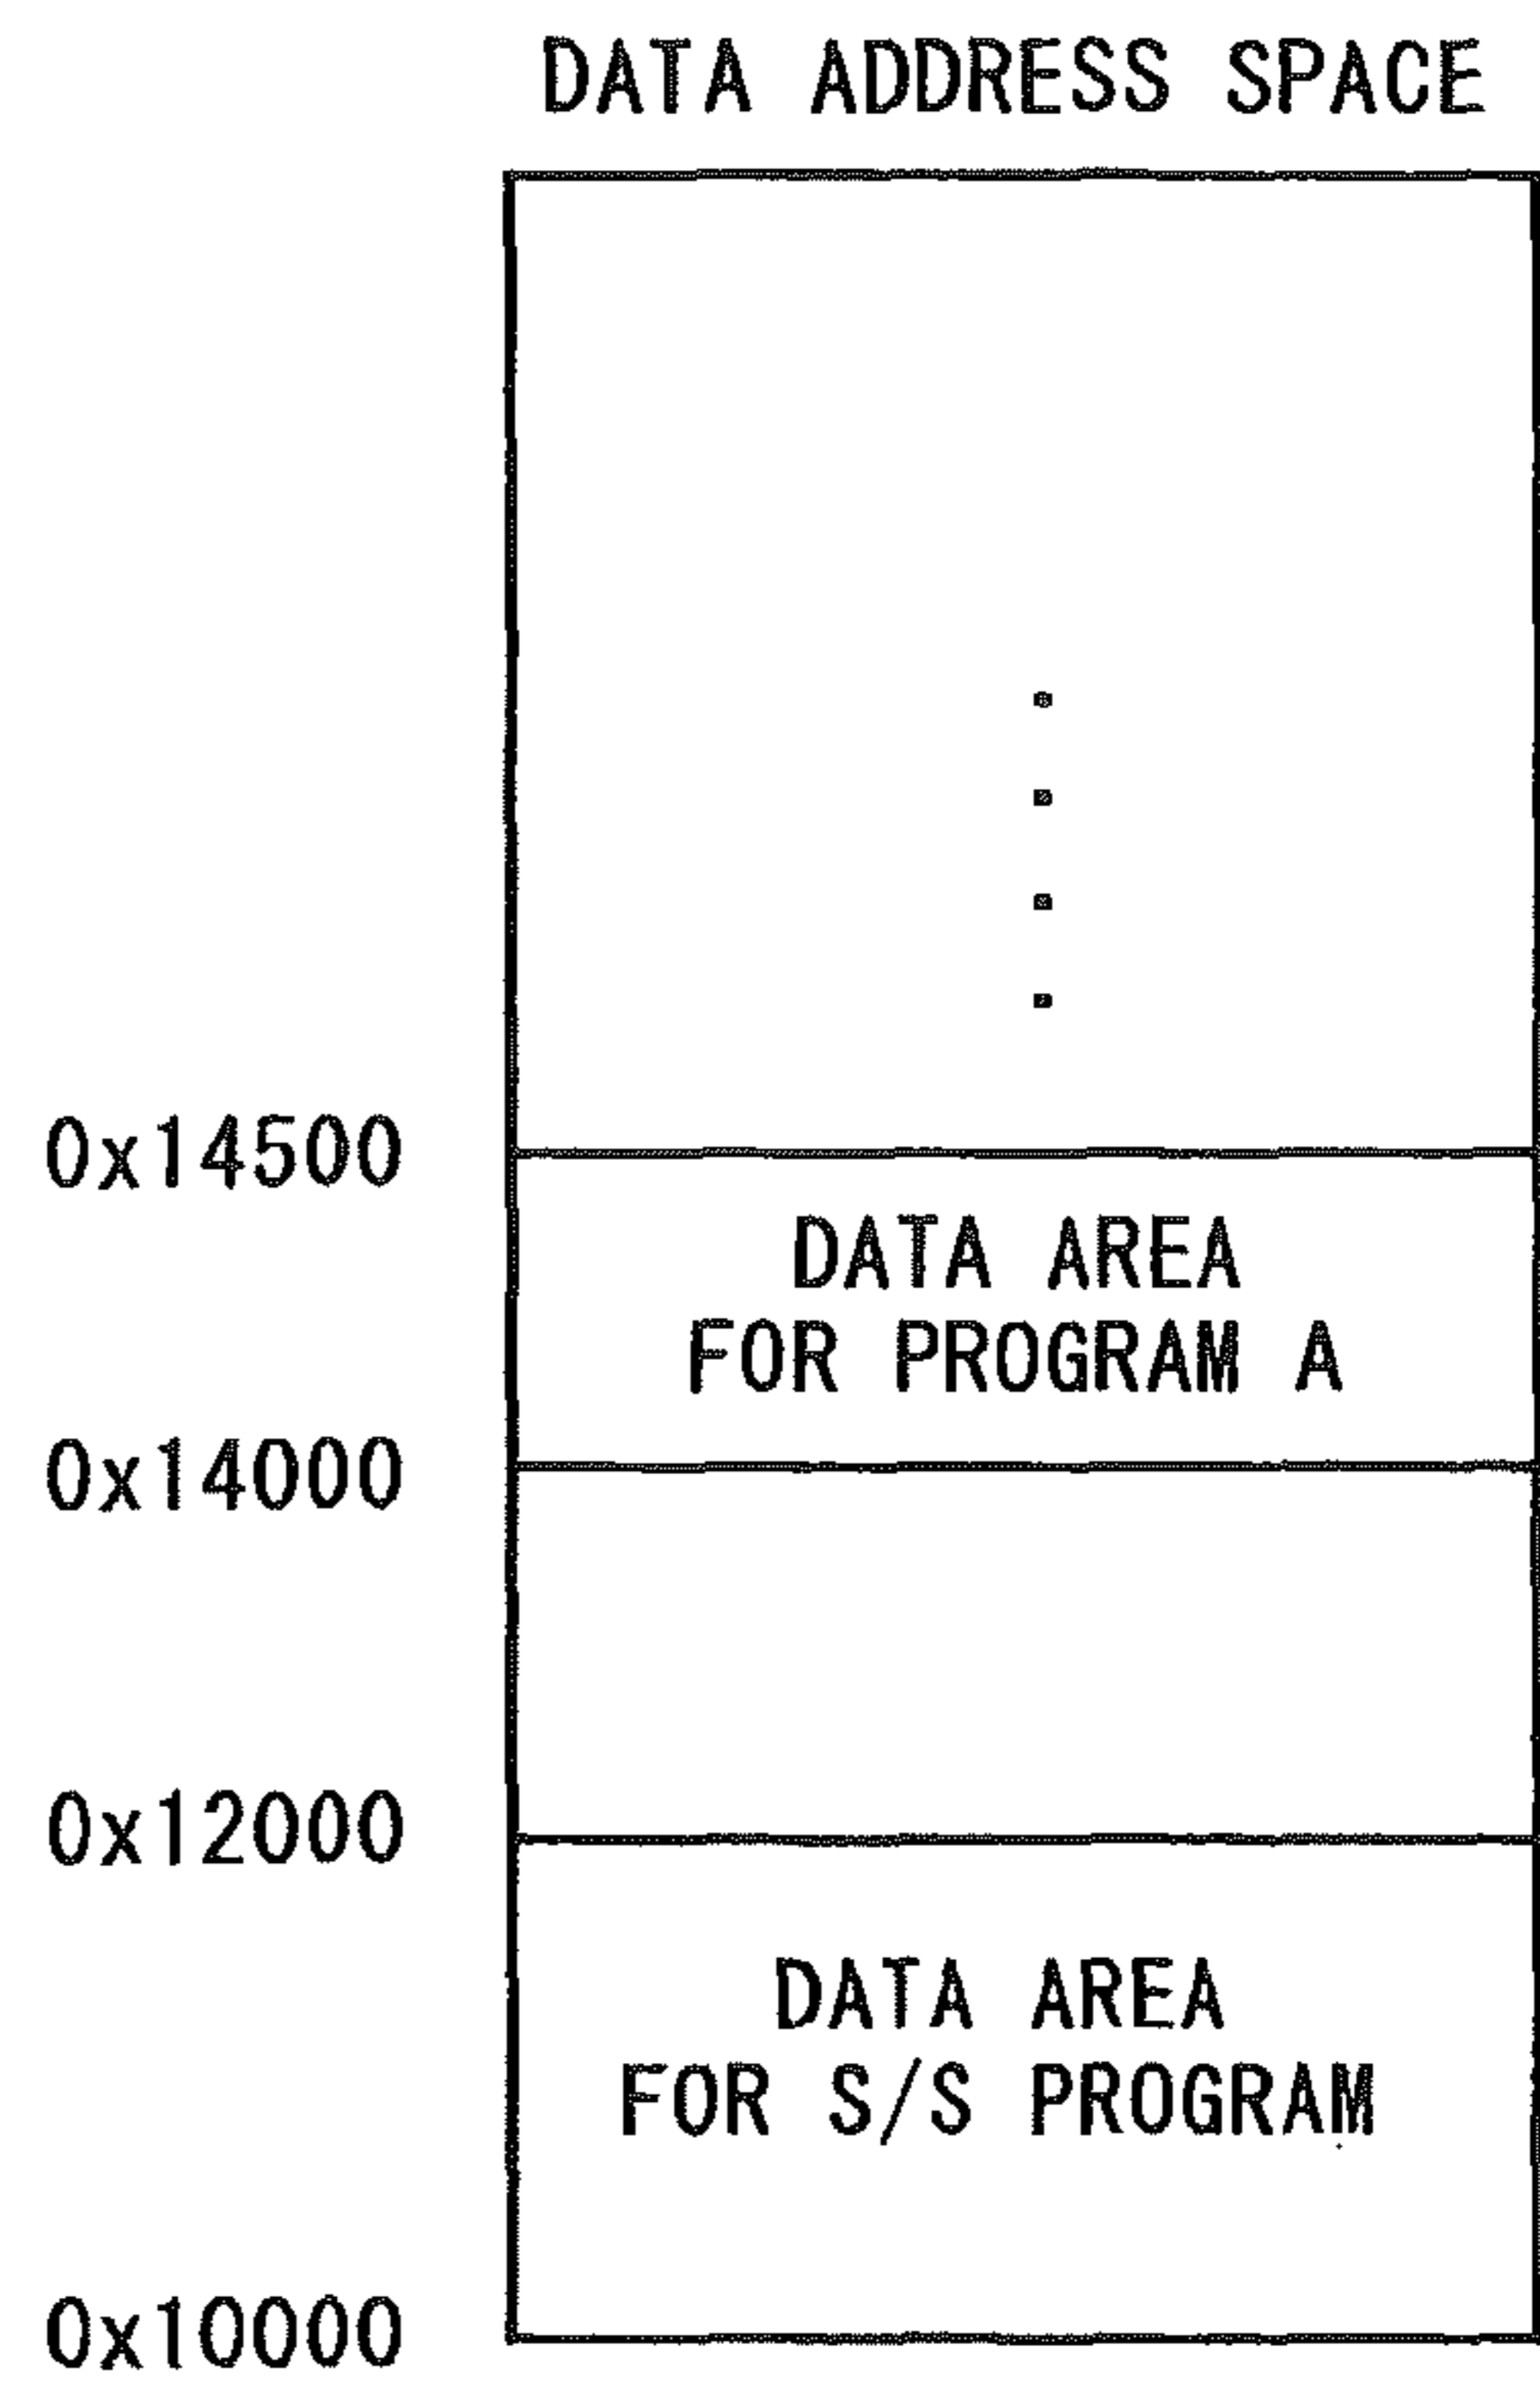 DATA ADDRESS SPACE
0x14500
DATA AREA
FOR PROGRAM A
0x14000
0x12000
DATA AREA
FOR S/S PROGRAM
0x10000